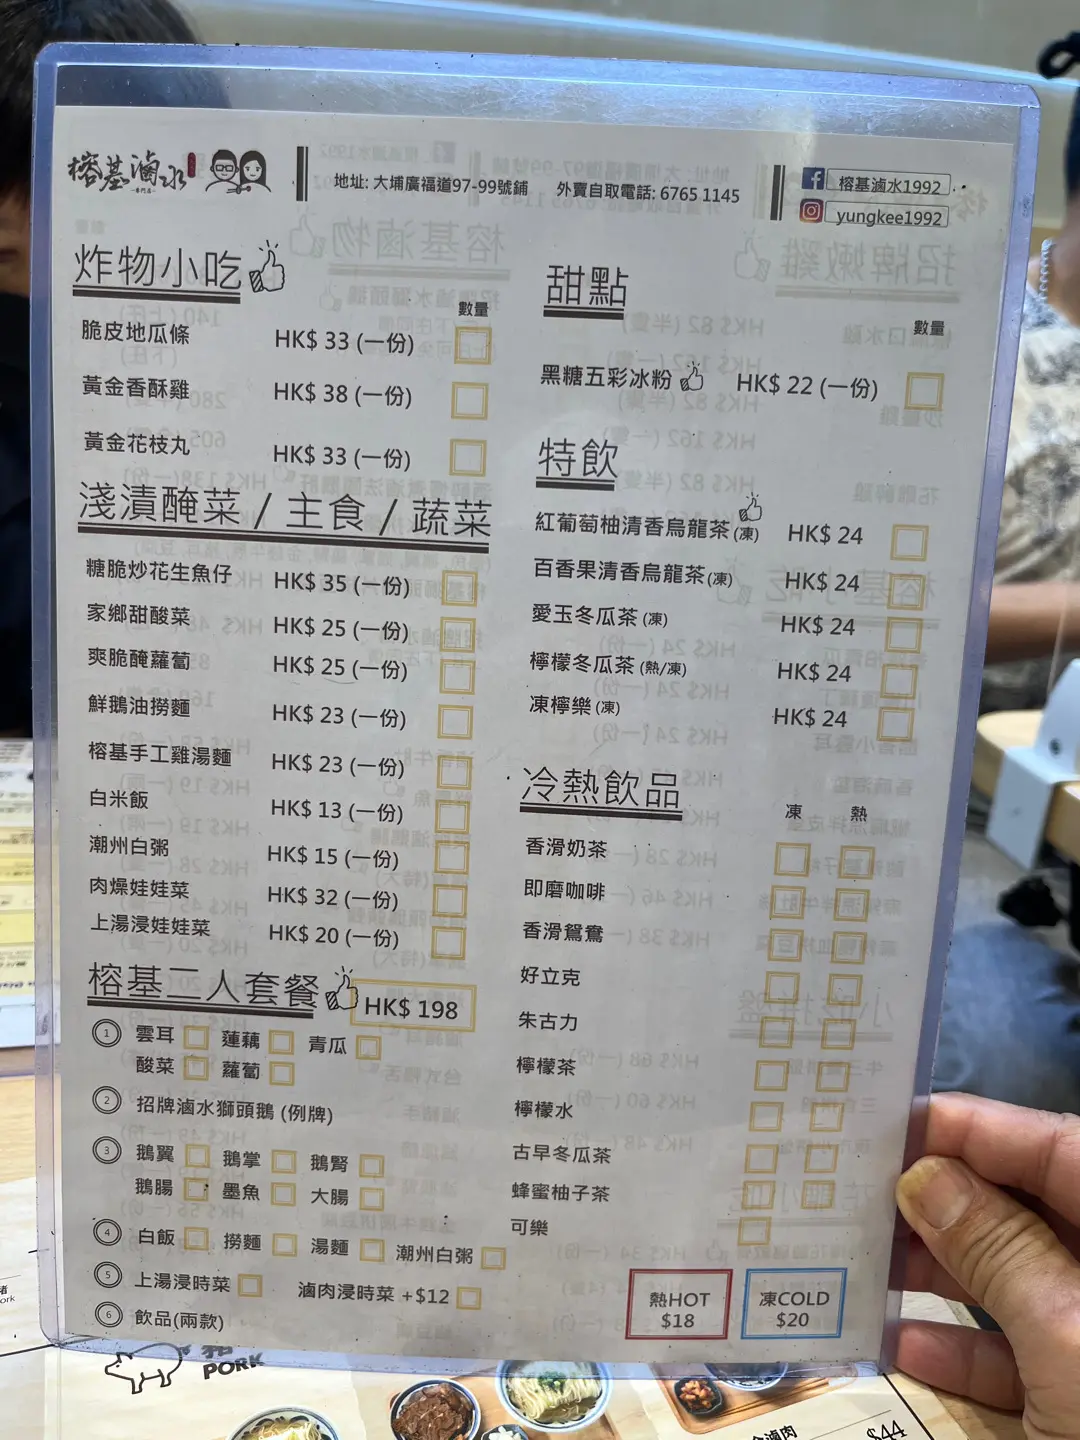 榕基滷水
專門店
地址: 大埔廣福道97-99號鋪
外賣自取電話: 6765 1145
榕基滷水1992
yungkee1992
炸物小吃
數量
脆皮地瓜條 HK$ 33 (一份)
黃金香酥雞 HK$ 38 (一份)
黃金花枝丸 HK$ 33 (一份)
淺漬醃菜 / 主食 / 蔬菜
糖脆炒花生魚仔 HK$ 35 (一份)
家鄉甜酸菜 HK$ 25 (一份)
爽脆醃蘿蔔 HK$ 25 (一份)
鮮鵝油撈麵 HK$ 23 (一份)
榕基手工雞湯麵 HK$ 23 (一份)
白米飯 HK$ 13 (一份)
潮州白粥 HK$ 15 (一份)
肉燥娃娃菜 HK$ 32 (一份)
上湯浸娃娃菜 HK$ 20 (一份)
榕基二人套餐 HK$ 198
1 雲耳 蓮藕 青瓜
酸菜 蘿蔔
2 招牌滷水獅頭鵝 (例牌)
3 鵝翼 鵝掌 鵝腎
鵝腸 墨魚 大腸
4 白飯 撈麵 湯麵 潮州白粥
5 上湯浸時菜 滷肉浸時菜 +$12
6 飲品(兩款)
甜點
數量
黑糖五彩冰粉 HK$ 22 (一份)
特飲
紅葡萄柚清香烏龍茶 (凍) HK$ 24
百香果清香烏龍茶 (凍) HK$ 24
愛玉冬瓜茶 (凍) HK$ 24
檸檬冬瓜茶 (熱/凍) HK$ 24
凍檸樂 (凍) HK$ 24
冷熱飲品
凍 熱
香滑奶茶
即磨咖啡
香滑鴛鴦
好立克
朱古力
檸檬茶
檸檬水
古早冬瓜茶
蜂蜜柚子茶
可樂
熱HOT
$18
凍COLD
$20
PORK
$44